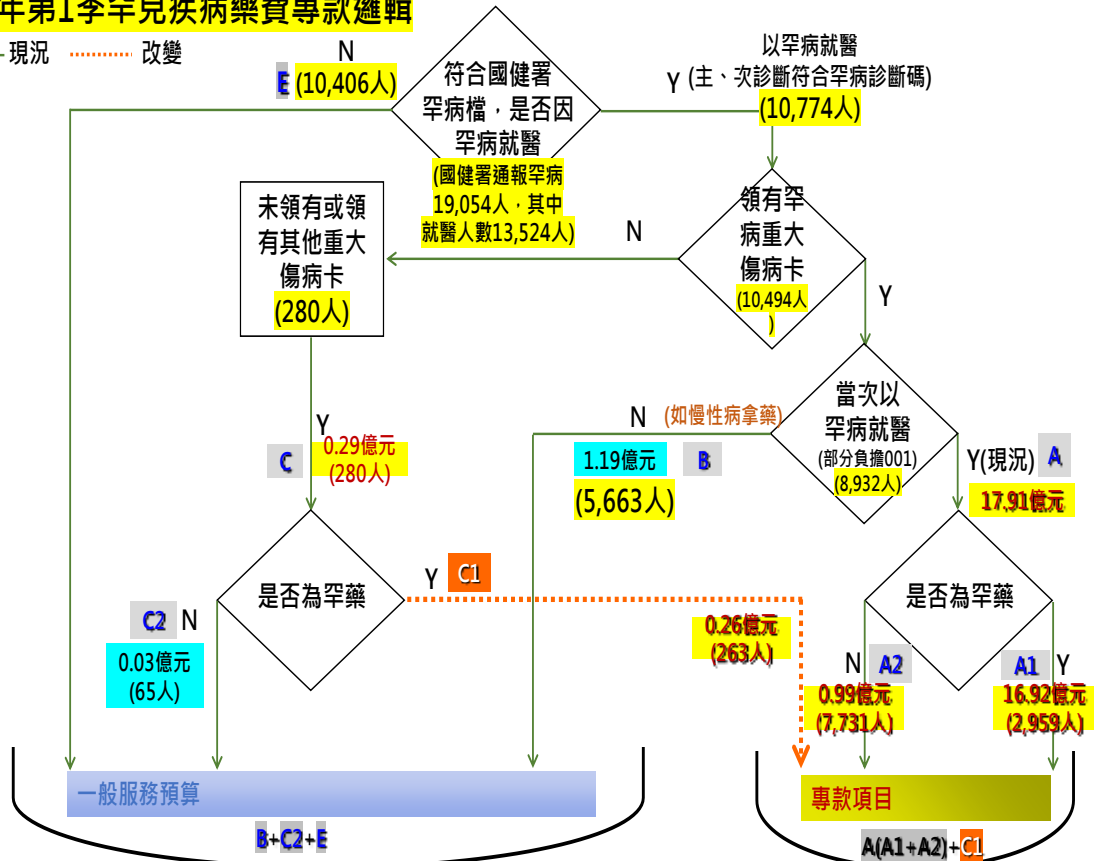 年第1季罕見疾病藥費專款邏輯
現況 改變
N
E (10,406人)
符合國健署
罕病檔，是否因
罕病就醫
(國健署通報罕病
19,054人，其中
就醫人數13,524人)
以罕病就醫
Y (主、次診斷符合罕病診斷碼)
(10,774人)
未領有或領
有其他重大
傷病卡
(280人)
N
領有罕
病重大
傷病卡
(10,494人
)
Y
Y
C
0.29億元
(280人)
N (如慢性病拿藥)
1.19億元 B
(5,663人)
當次以
罕病就醫
(部分負擔001)
(8,932人)
Y(現況) A
17.91億元
是否為罕藥
Y C1
0.26億元
(263人)
C2 N
0.03億元
(65人)
是否為罕藥
N A2
0.99億元
(7,731人)
A1 Y
16.92億元
(2,959人)
一般服務預算
B+C2+E
專款項目
A(A1+A2)+C1